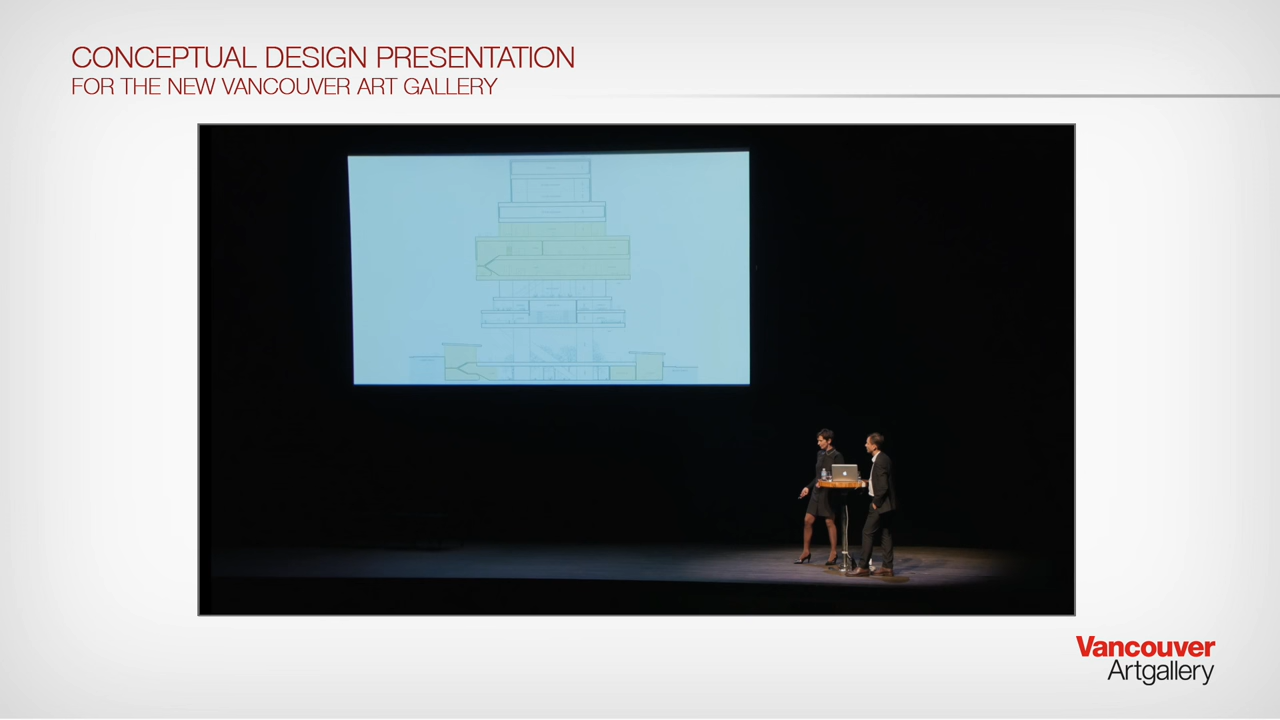 CONCEPTUAL DESIGN PRESENTATION
FOR THE NEW VANCOUVER ART GALLERY
Vancouver
Artgallery